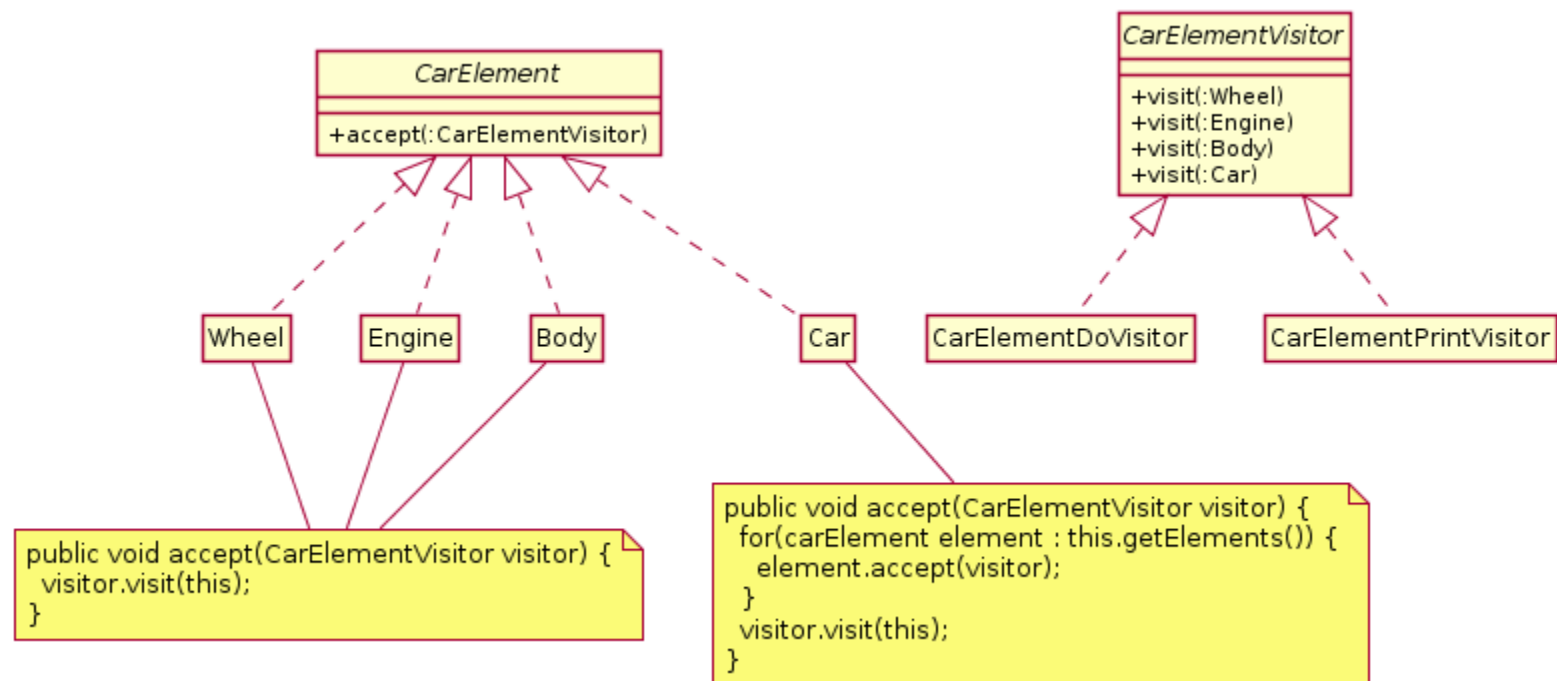 CarElement
+accept(:CarElementVisitor)
CarElementVisitor
+visit(:Wheel)
+visit(:Engine)
+visit(:Body)
+visit(:Car)
Wheel
Engine
Body
Car
CarElementDoVisitor
CarElementPrintVisitor
public void accept(CarElementVisitor visitor) {
visitor.visit(this);
}
public void accept(CarElementVisitor visitor) {
for(carElement element : this.getElements()) {
element.accept(visitor);
}
visitor.visit(this);
}